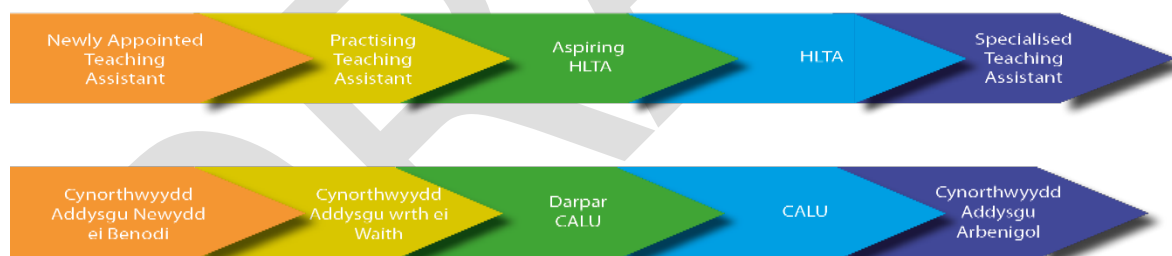 Newly Appointed
Teaching
Assistant
Practising
Teaching
Assistant
Aspiring
HLTA
HLTA
Specialised
Teaching
Assistant
Cynorthwyydd
Addysgu Newydd
ei Benodi
Cynorthwyydd
Addysgu wrth ei
Waith
Darpar
CALU
CALU
Cynorthwyydd
Addysgu
Arbenigol